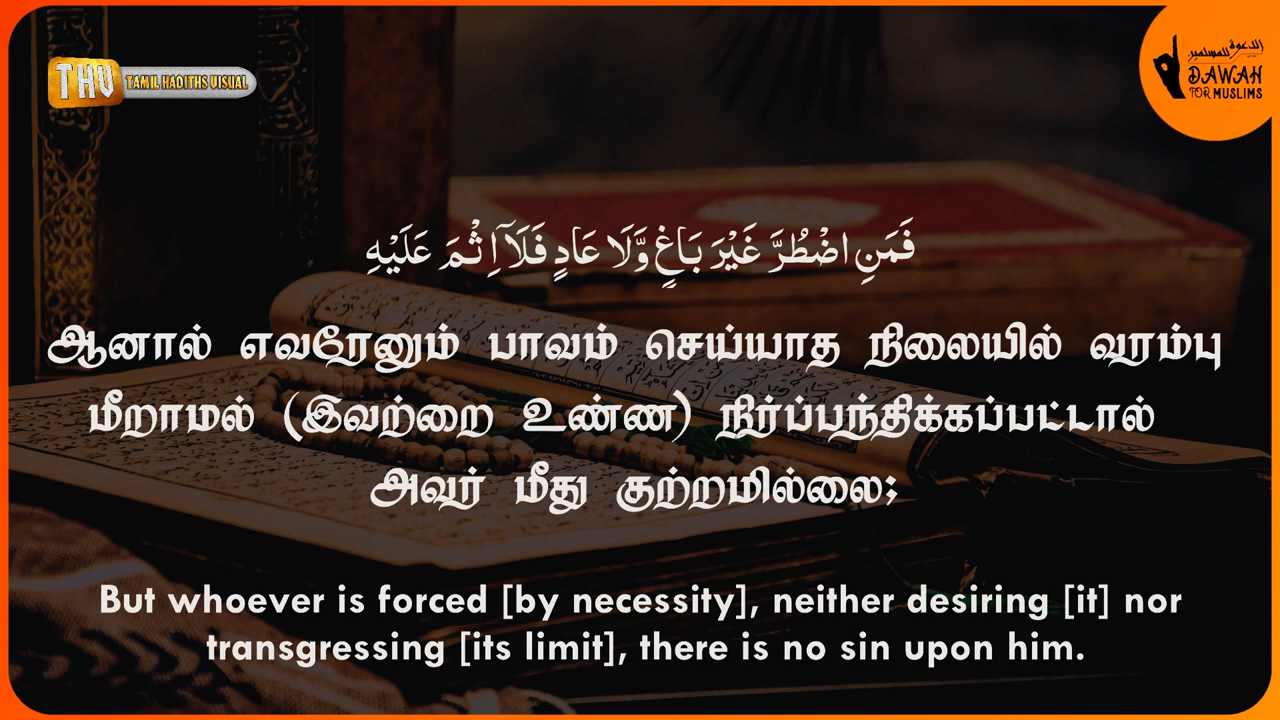 THV TAMIL HADITHS VISUAL
الدعوة للمسلمين
DAWAH
FOR MUSLIMS
فَمَنِ اضْطُرَّ غَيْرَ بَاغٍ وَّلَا عَادٍ فَلَآ اِثْمَ عَلَيْهِ
ஆனால் எவரேனும் பாவம் செய்யாத நிலையில் வரம்பு
மீறாமல் (இவற்றை உண்ண) நிர்ப்பந்திக்கப்பட்டால்
அவர் மீது குற்றமில்லை;
But whoever is forced [by necessity], neither desiring [it] nor
transgressing [its limit], there is no sin upon him.